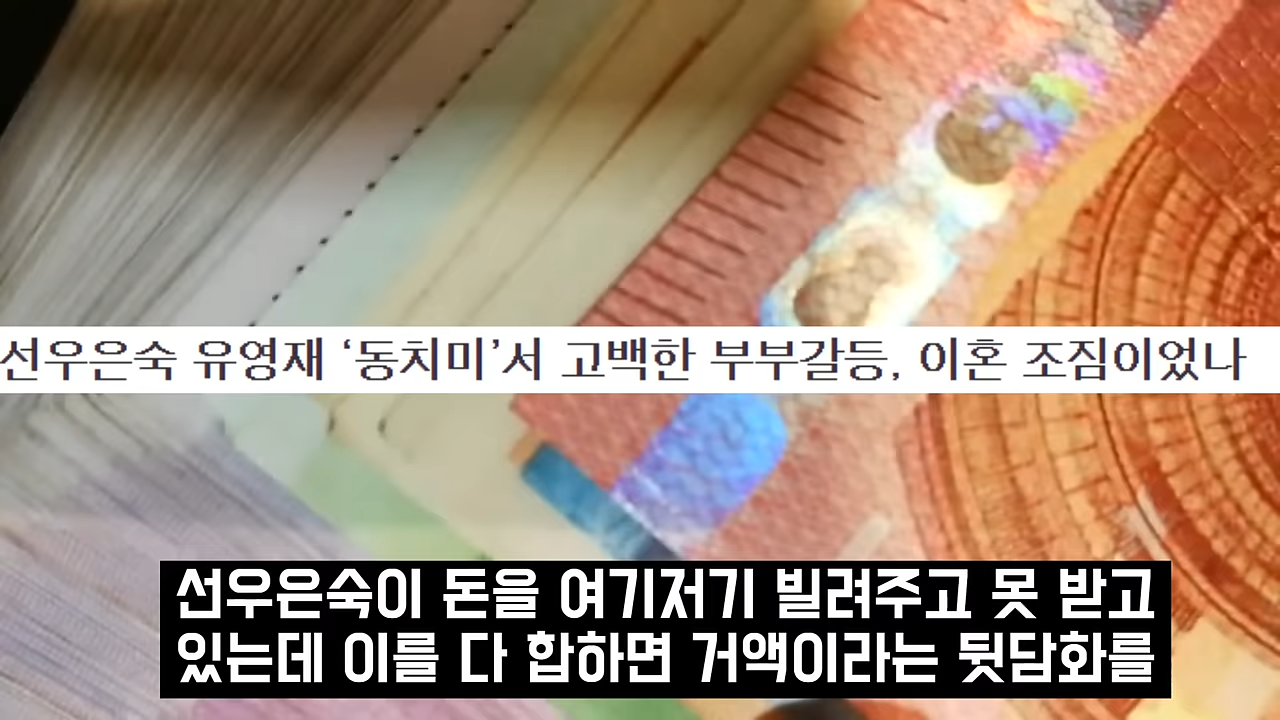 선우은숙 유영재 ‘동치미’서 고백한 부부갈등, 이혼 조짐이었나
선우은숙이 돈을 여기저기 빌려주고 못 받고
있는데 이를 다 합하면 거액이라는 뒷담화를